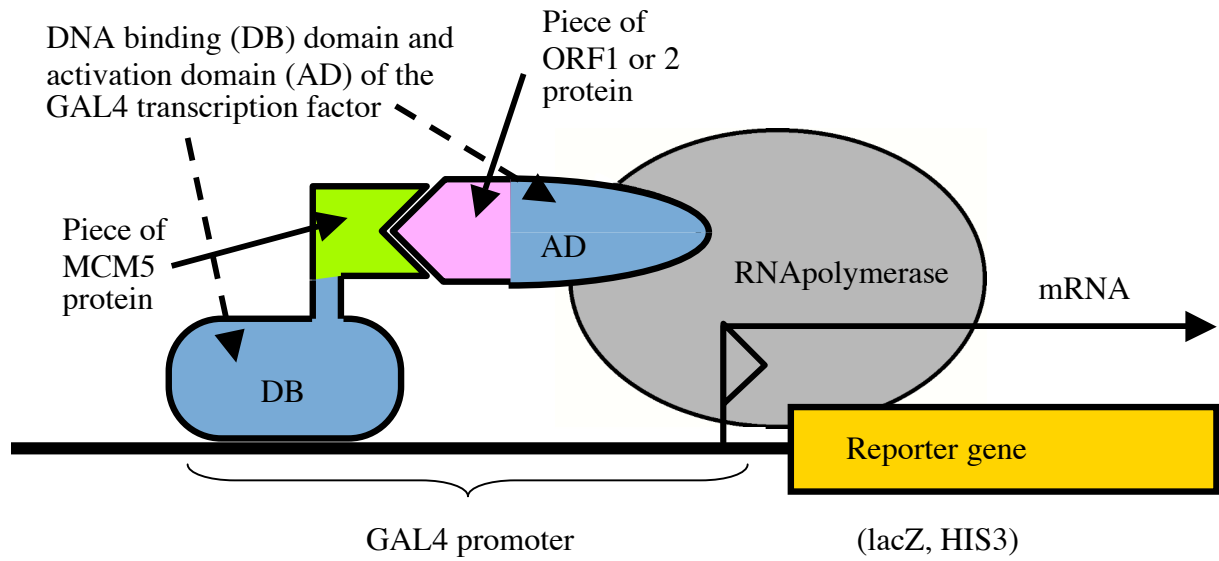 DNA binding (DB) domain and
activation domain (AD) of the
GAL4 transcription factor
Piece of
ORF1 or 2
protein
Piece of
MCM5
protein
AD
RNApolymerase
mRNA
DB
Reporter gene
GAL4 promoter
(lacZ, HIS3)